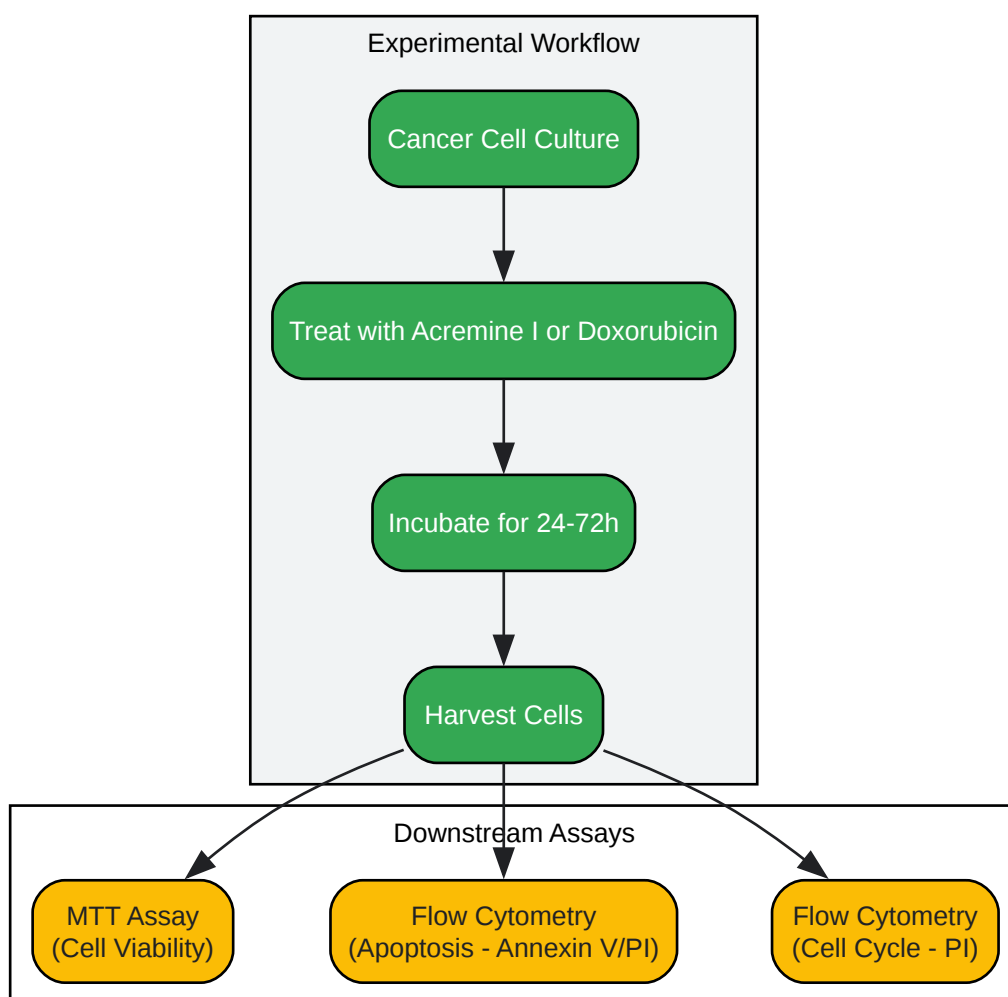 Experimental Workflow
Cancer Cell Culture
Treat with Acremine I or Doxorubicin
Incubate for 24-72h
Harvest Cells
Downstream Assays
MTT Assay
(Cell Viability)
Flow Cytometry
(Apoptosis - Annexin V/PI)
Flow Cytometry
(Cell Cycle - PI)